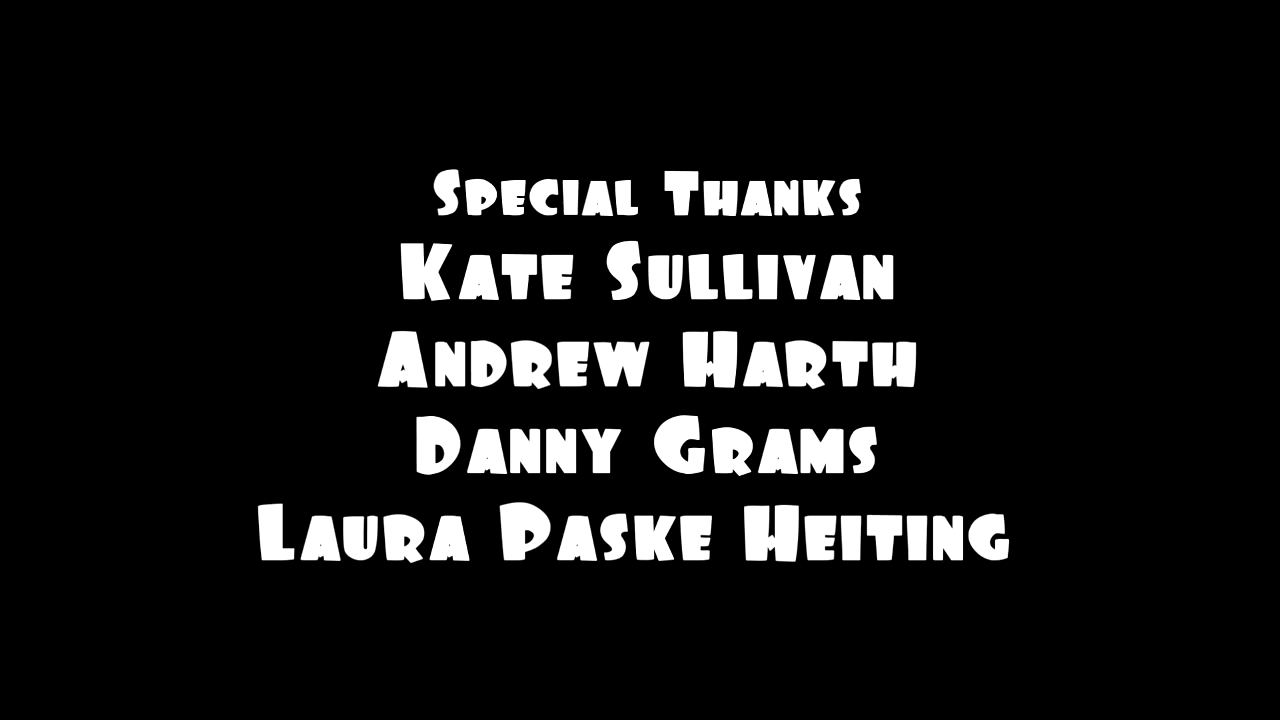 Special Thanks
Kate Sullivan
Andrew Harth
Danny Grams
Laura Paske Heiting